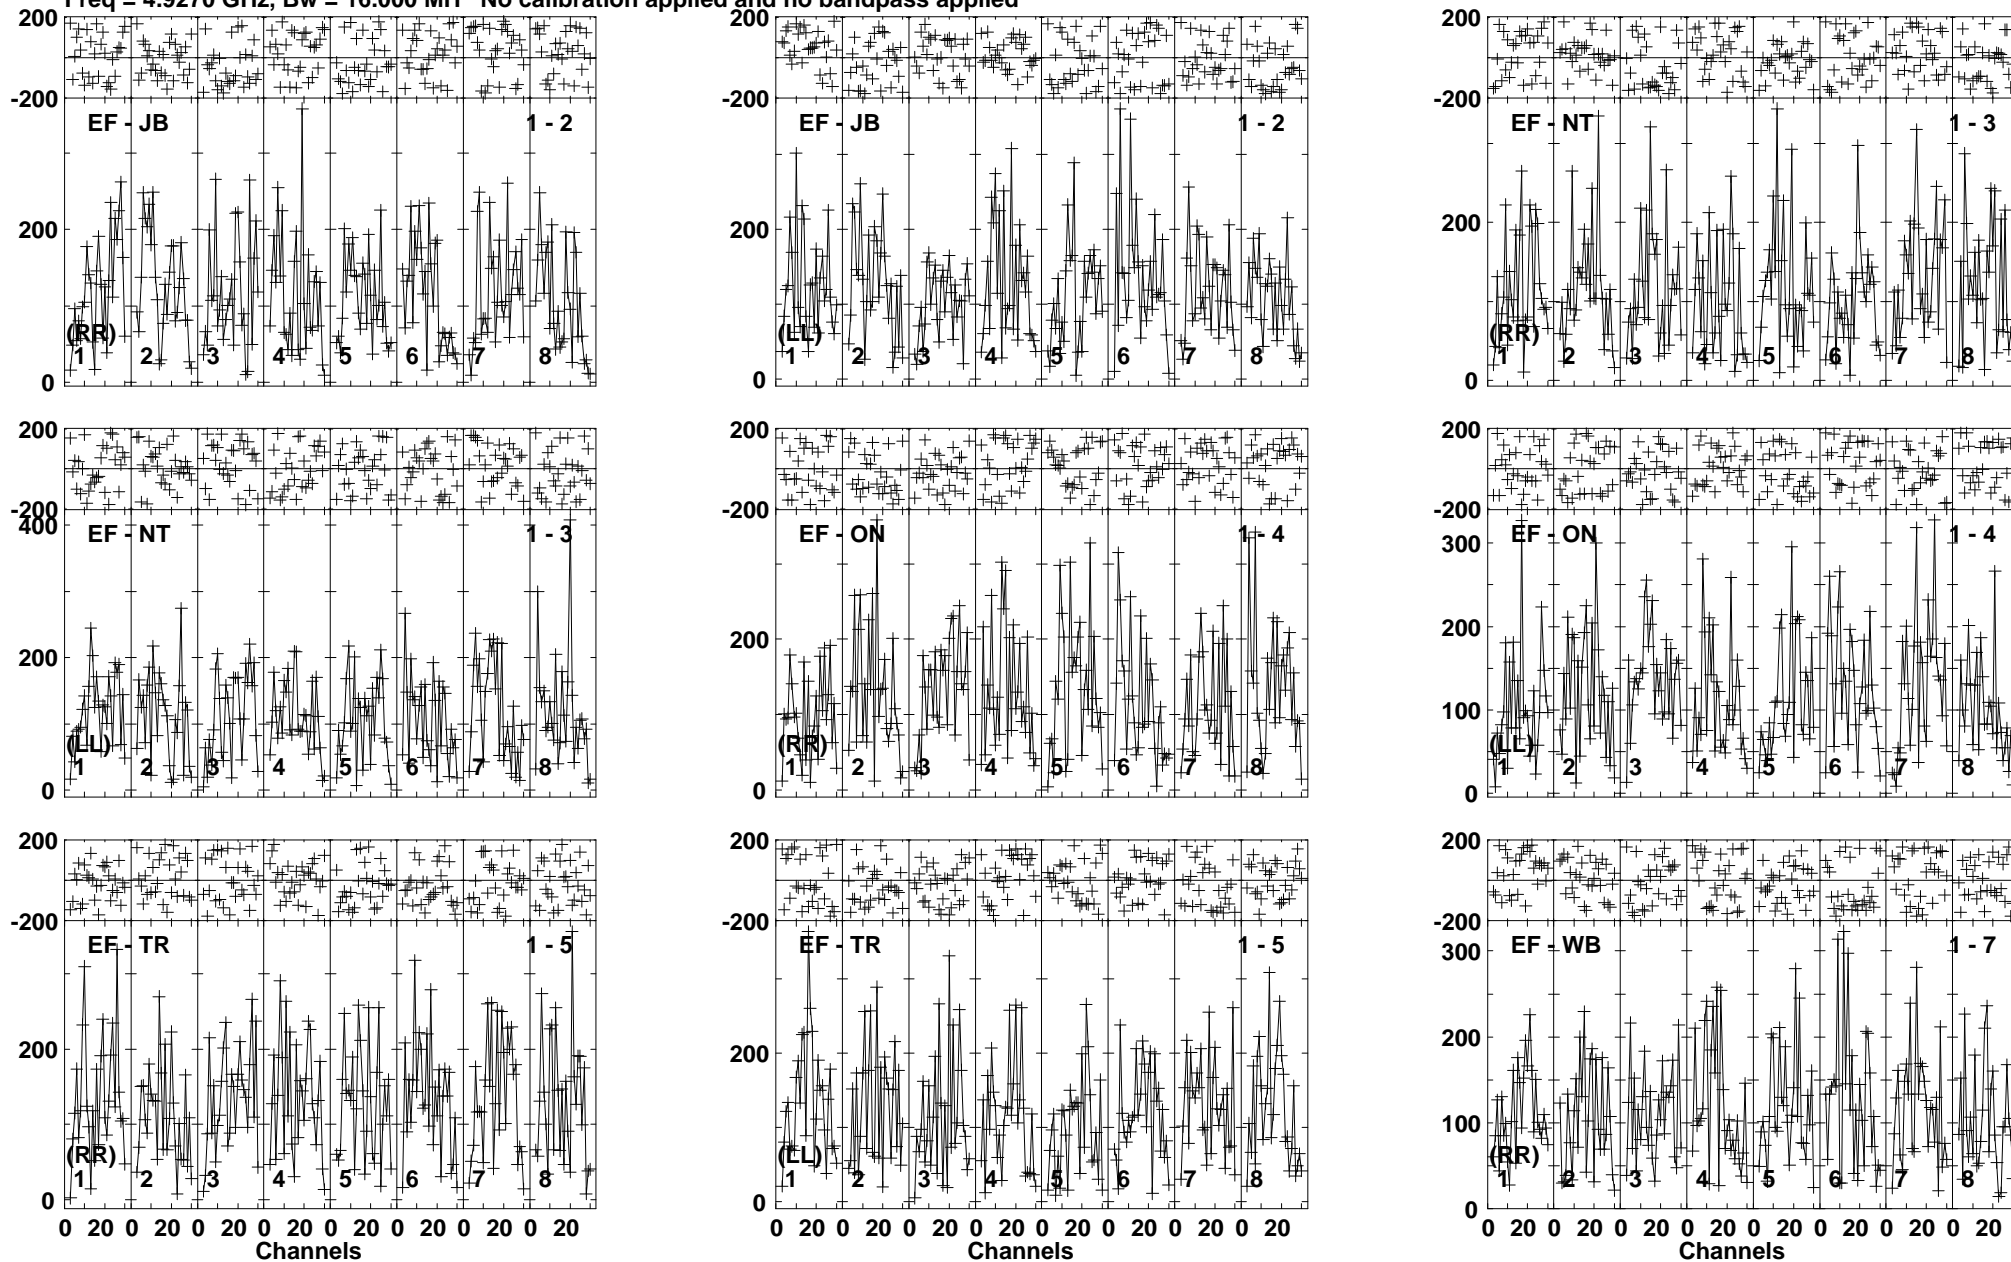 Freq = 4.9270 GHz, Bw = 16.000 MH No calibration applied and no bandpass applied
200 200 200
-200 -200 -200
EF - JB 1 - 2 EF - JB 1 - 2 EF - NT 1 - 3
200 200 200
(RR) (LL) (RR)
1 2 3 4 5 6 7 8 1 2 3 4 5 6 7 8 1 2 3 4 5 6 7 8
0 0 0
200 200 200
-200 -200 -200
400 300
EF - NT 1 - 3 EF - ON 1 - 4 EF - ON 1 - 4
200 200 200
100
(LL) (RR) (LL)
1 2 3 4 5 6 7 8 1 2 3 4 5 6 7 8 1 2 3 4 5 6 7 8
0 0 0
200 200 200
-200 -200 -200
EF - TR 1 - 5 EF - TR 1 - 5 EF - WB 1 - 7
300
200 200 200
100
(RR) (LL) (RR)
1 2 3 4 5 6 7 8 1 2 3 4 5 6 7 8 1 2 3 4 5 6 7 8
0 0 0
0 20 0 20 0 20 0 20 0 20 0 20 0 20 0 20 0 20 0 20 0 20 0 20 0 20 0 20 0 20 0 20 0 20 0 20 0 20 0 20 0 20 0 20 0 20 0 20
Channels Channels Channels